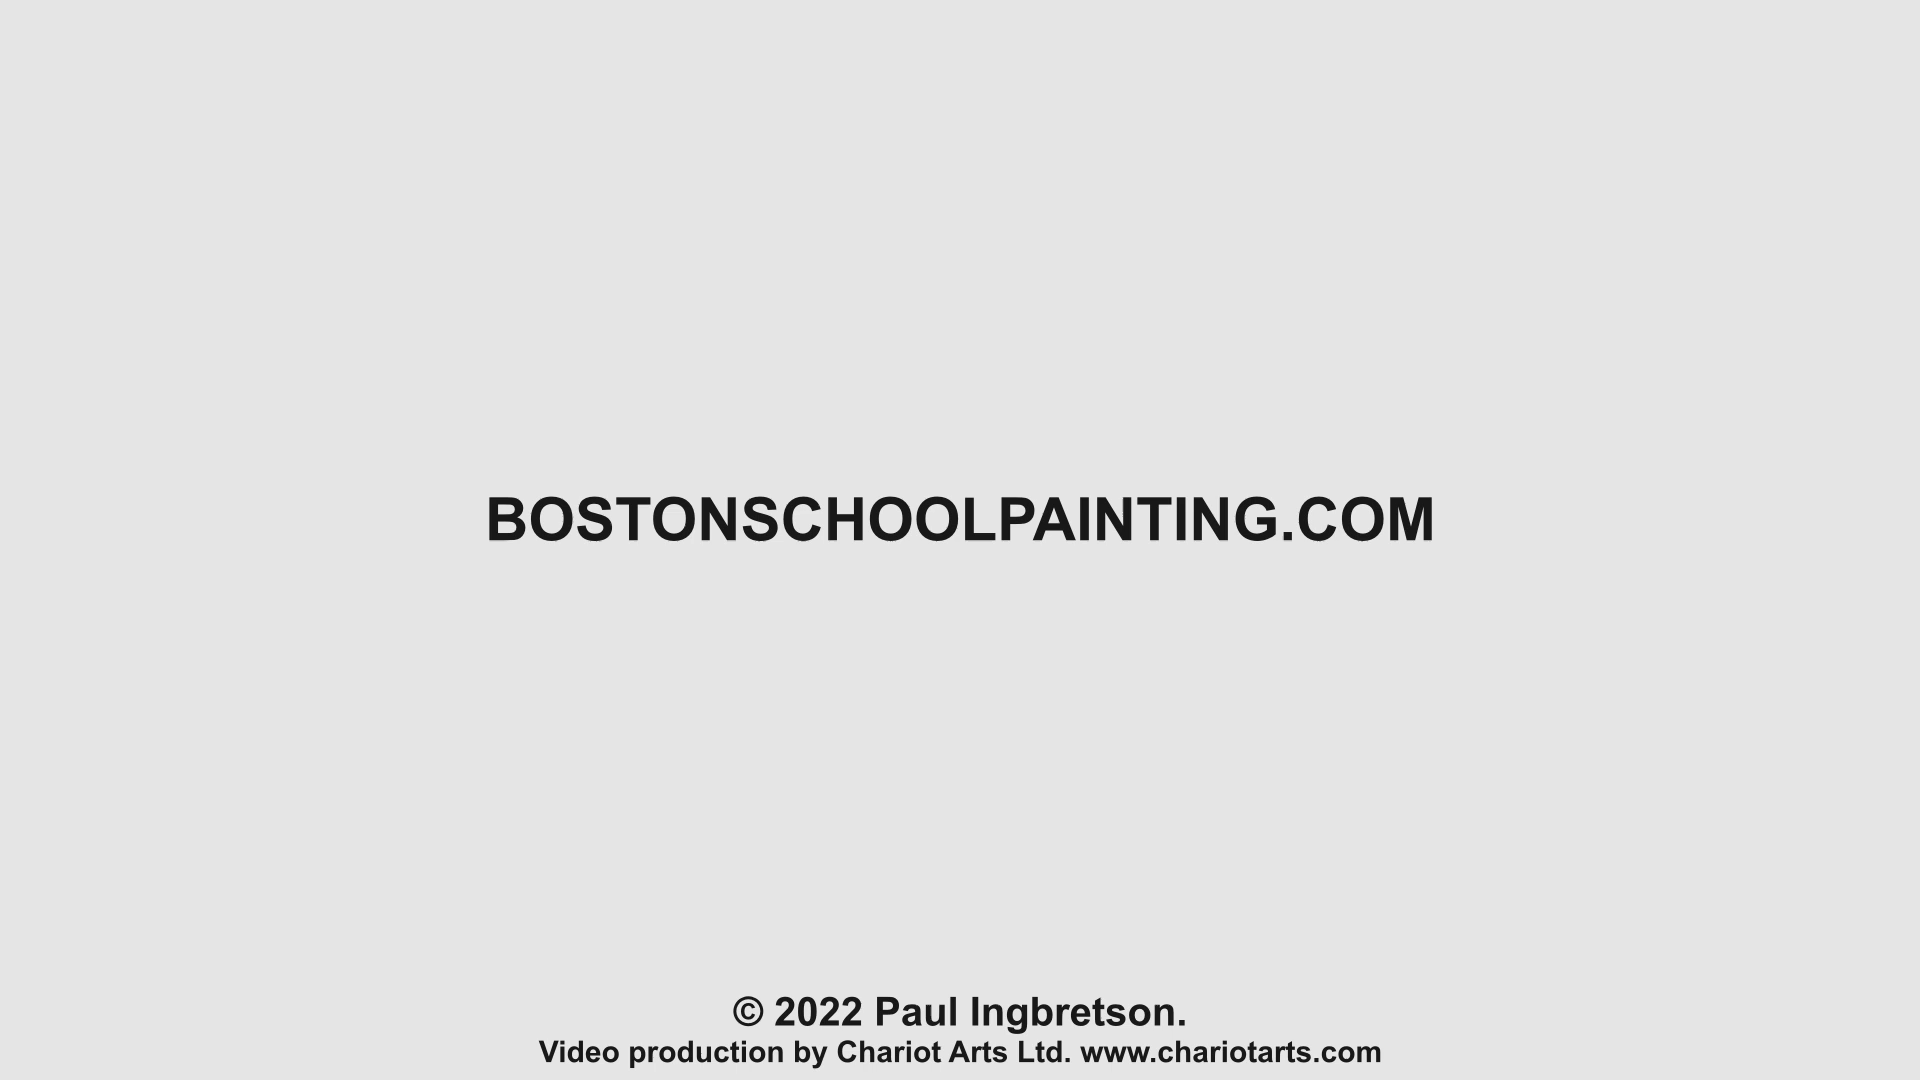 BOSTONSCHOOLPAINTING.COM
© 2022 Paul Ingbretson.
Video production by Chariot Arts Ltd. www.chariotarts.com